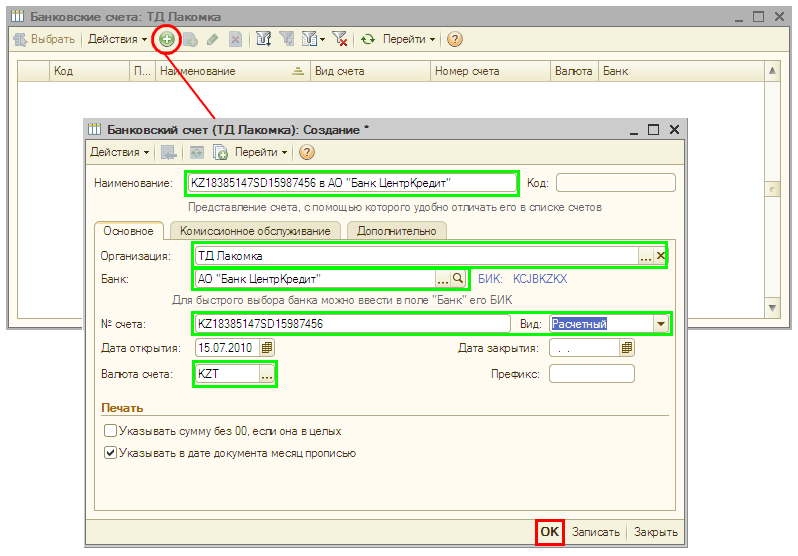 Банковские счета: ТД Лакомка
Выбрать Действия Перейти
Код П... Наименование Вид счета Номер счета Валюта Банк
Банковский счет (ТД Лакомка): Создание *
Действия Перейти
Наименование: KZ18385147SD15987456 в АО "Банк ЦентрКредит" Код:
Представление счета, с помощью которого удобно отличать его в списке счетов
Основное Комиссионное обслуживание Дополнительно
Организация: ТД Лакомка ...
Банк: АО "Банк ЦентрКредит" ... БИК: KCJBKZKX
Для быстрого выбора банка можно ввести в поле "Банк" его БИК
№ счета: KZ18385147SD15987456 Вид: Расчетный
Дата открытия: 15.07.2010 Дата закрытия: . .
Валюта счета: KZT ... Префикс:
Печать
Указывать сумму без 00, если она в целых
Указывать в дате документа месяц прописью
OK Записать Закрыть